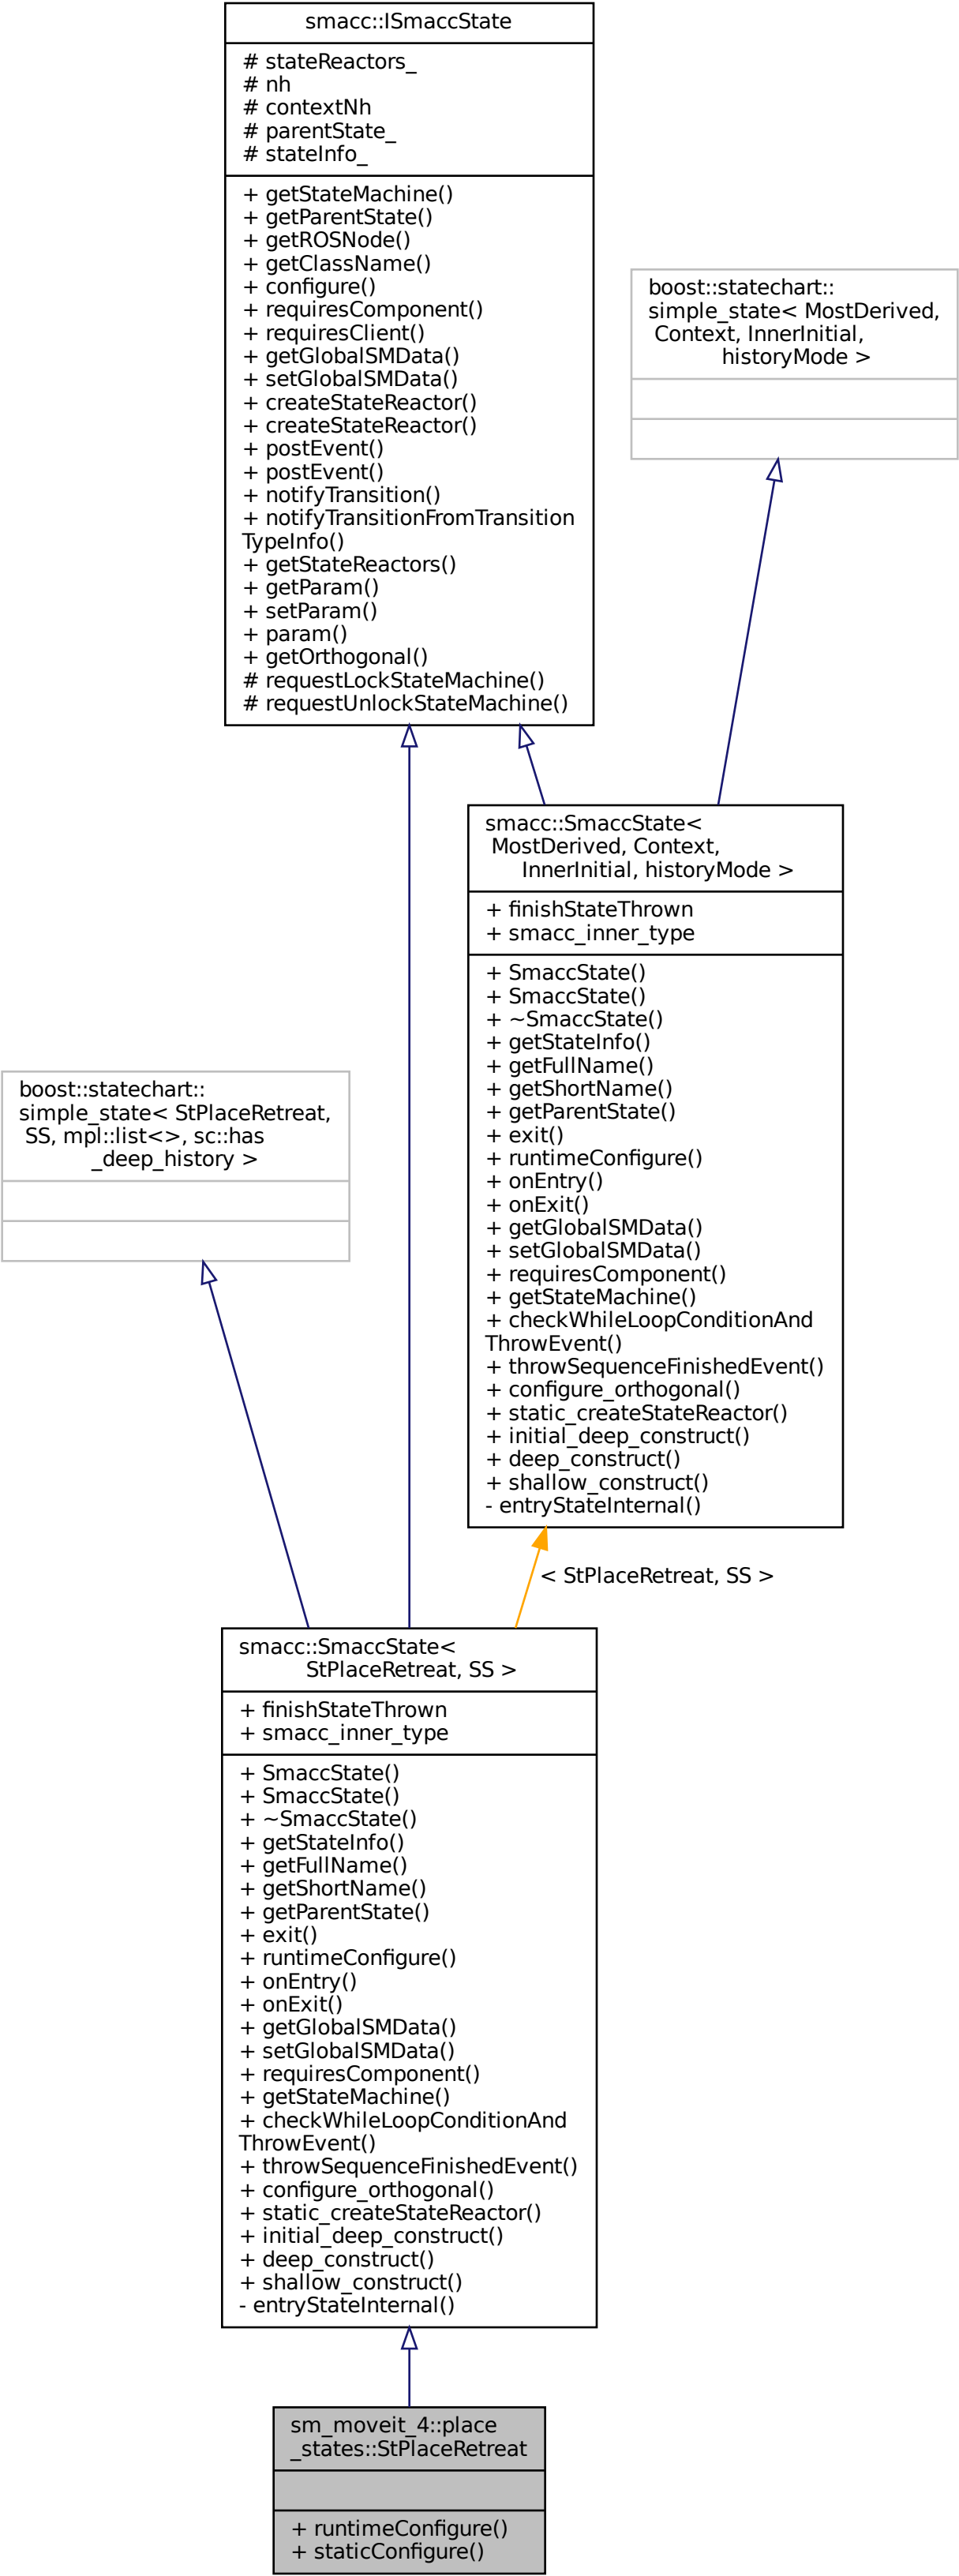 smacc::ISmaccState
# stateReactors_
# nh
# contextNh
# parentState_
# stateInfo_
+ getStateMachine()
+ getParentState()
+ getROSNode()
+ getClassName()
+ configure()
+ requiresComponent()
+ requiresClient()
+ getGlobalSMData()
+ setGlobalSMData()
+ createStateReactor()
+ createStateReactor()
+ postEvent()
+ postEvent()
+ notifyTransition()
+ notifyTransitionFromTransition
TypeInfo()
+ getStateReactors()
+ getParam()
+ setParam()
+ param()
+ getOrthogonal()
# requestLockStateMachine()
# requestUnlockStateMachine()
boost::statechart::
simple_state< MostDerived,
Context, InnerInitial,
historyMode >
smacc::SmaccState<
MostDerived, Context,
InnerInitial, historyMode >
+ finishStateThrown
+ smacc_inner_type
+ SmaccState()
+ SmaccState()
+ ~SmaccState()
+ getStateInfo()
+ getFullName()
+ getShortName()
+ getParentState()
+ exit()
+ runtimeConfigure()
+ onEntry()
+ onExit()
+ getGlobalSMData()
+ setGlobalSMData()
+ requiresComponent()
+ getStateMachine()
+ checkWhileLoopConditionAnd
ThrowEvent()
+ throwSequenceFinishedEvent()
+ configure_orthogonal()
+ static_createStateReactor()
+ initial_deep_construct()
+ deep_construct()
+ shallow_construct()
- entryStateInternal()
boost::statechart::
simple_state< StPlaceRetreat,
SS, mpl::list<>, sc::has
_deep_history >
< StPlaceRetreat, SS >
smacc::SmaccState<
StPlaceRetreat, SS >
+ finishStateThrown
+ smacc_inner_type
+ SmaccState()
+ SmaccState()
+ ~SmaccState()
+ getStateInfo()
+ getFullName()
+ getShortName()
+ getParentState()
+ exit()
+ runtimeConfigure()
+ onEntry()
+ onExit()
+ getGlobalSMData()
+ setGlobalSMData()
+ requiresComponent()
+ getStateMachine()
+ checkWhileLoopConditionAnd
ThrowEvent()
+ throwSequenceFinishedEvent()
+ configure_orthogonal()
+ static_createStateReactor()
+ initial_deep_construct()
+ deep_construct()
+ shallow_construct()
- entryStateInternal()
sm_moveit_4::place
_states::StPlaceRetreat
+ runtimeConfigure()
+ staticConfigure()